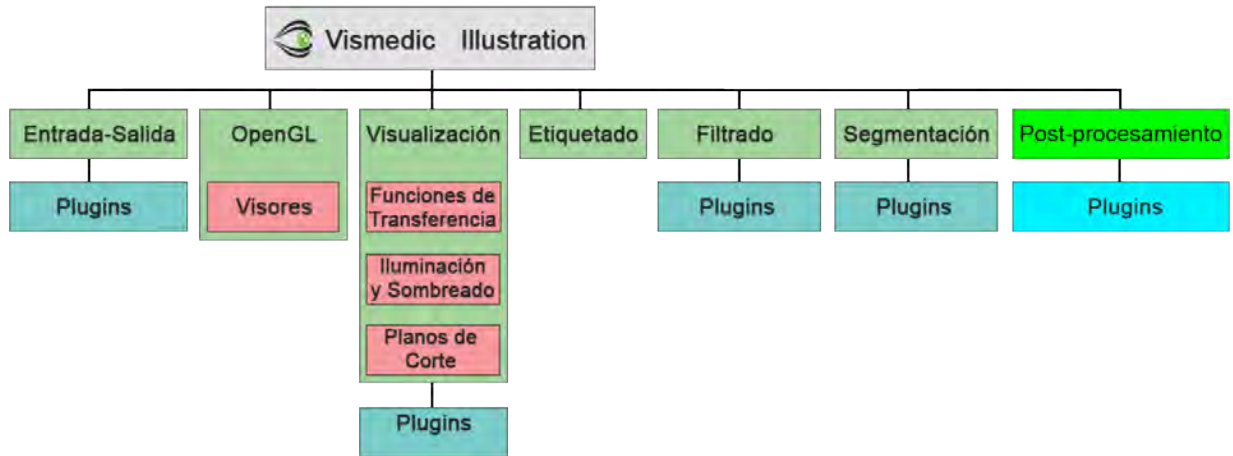 Vismedic Illustration
Entrada-Salida
OpenGL
Visualización
Etiquetado
Filtrado
Segmentación
Post-procesamiento
Plugins
Visores
Funciones de
Transferencia
Plugins
Plugins
Plugins
Iluminación
y Sombreado
Planos de
Corte
Plugins